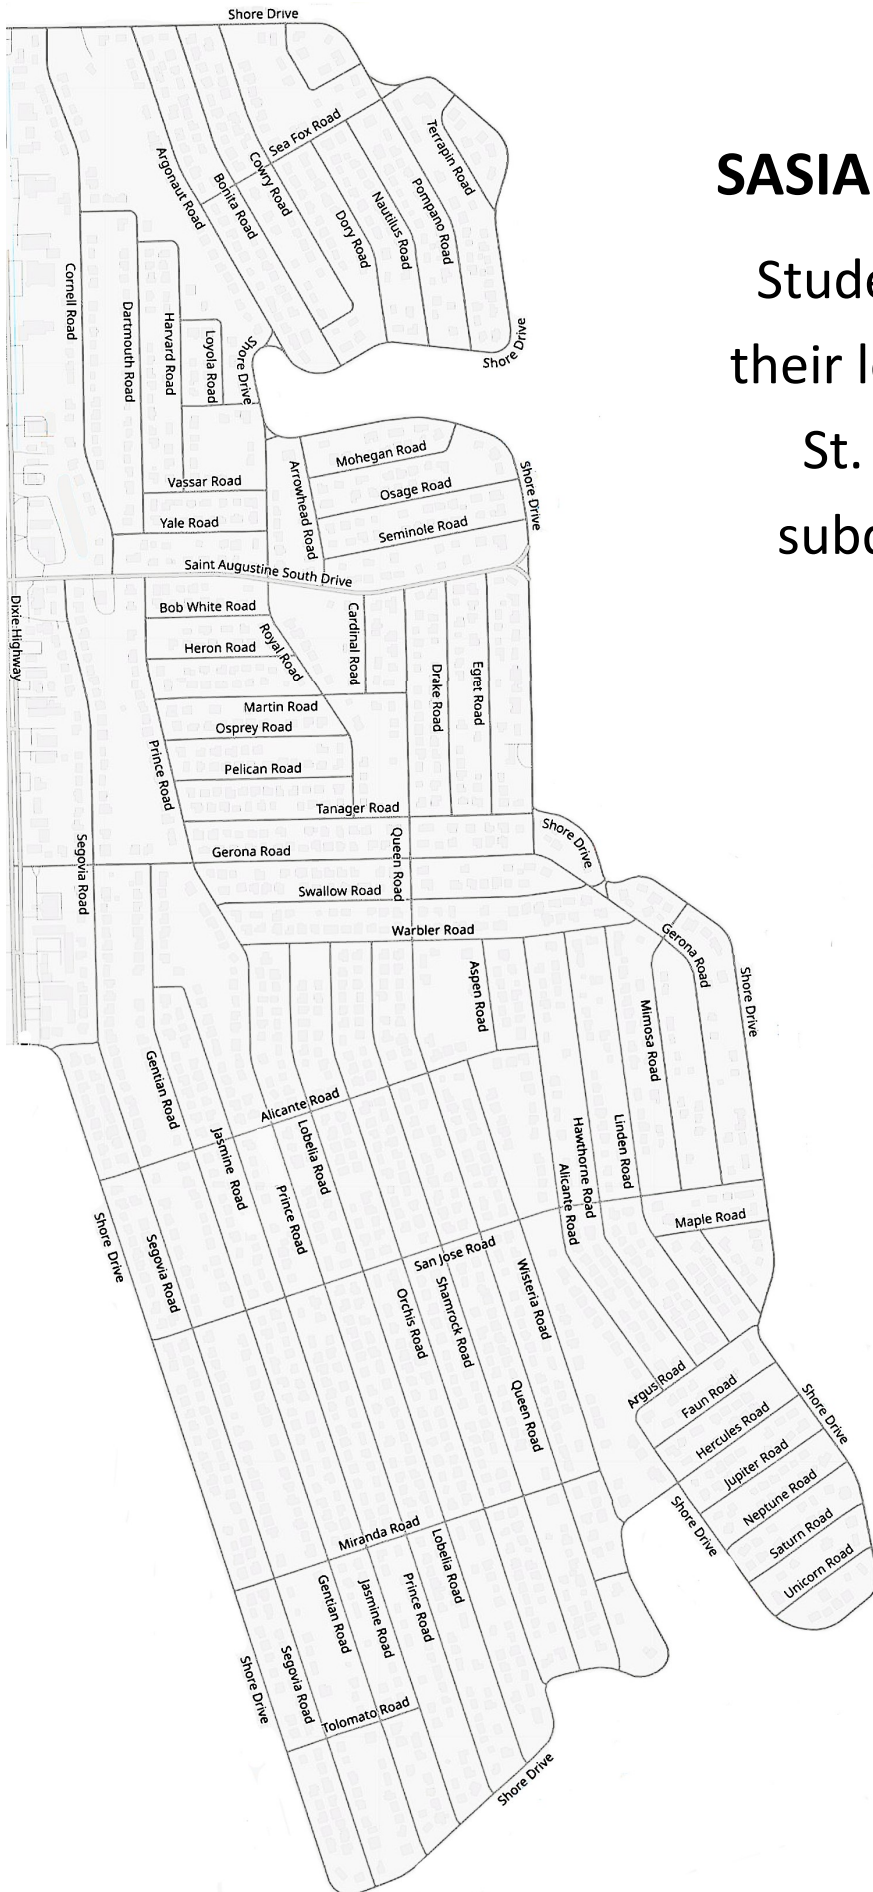 Shore Drive
Sea Fox Road
Terrapin Road
Argonaut Road
Bonita Road
Cowry Road
Dory Road
Nautilus Road
Pompano Road
SASIA
Stude
their l
St.
subd
Cornell Road
Dartmouth Road
Harvard Road
Loyola Road
Shore Drive
Shore Drive
Mohegan Road
Arrowhead Road
Osage Road
Shore Drive
Vassar Road
Seminole Road
Yale Road
Saint Augustine South Drive
Dixie Highway
Bob White Road
Royal Road
Cardinal Road
Heron Road
Drake Road
Egret Road
Martin Road
Osprey Road
Prince Road
Pelican Road
Tanager Road
Shore Drive
Segovia Road
Gerona Road
Queen Road
Swallow Road
Warbler Road
Gerona Road
Aspen Road
Shore Drive
Mimosa Road
Gentian Road
Alicante Road
Jasmine Road
Lobelia Road
Hawthorne Road
Linden Road
Alicante Road
Prince Road
Maple Road
Shore Drive
Segovia Road
San Jose Road
Orchis Road
Shamrock Road
Wisteria Road
Queen Road
Argus Road
Faun Road
Shore Drive
Hercules Road
Jupiter Road
Neptune Road
Shore Drive
Saturn Road
Unicorn Road
Miranda Road
Lobelia Road
Gentian Road
Jasmine Road
Prince Road
Segovia Road
Shore Drive
Tolomato Road
Shore Drive